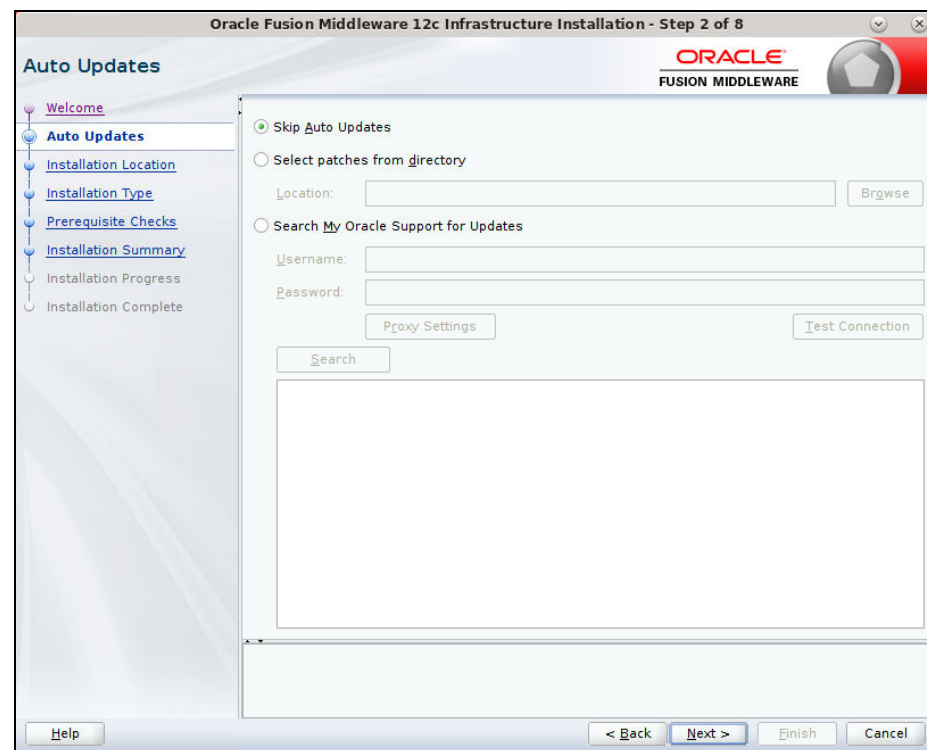 Oracle Fusion Middleware 12c Infrastructure Installation - Step 2 of 8
Auto Updates
ORACLE
FUSION MIDDLEWARE
Welcome
Auto Updates
Installation Location
Installation Type
Prerequisite Checks
Installation Summary
Installation Progress
Installation Complete
Skip Auto Updates
Select patches from directory
Location:
Browse
Search My Oracle Support for Updates
Username:
Password:
Proxy Settings
Test Connection
Search
Help
< Back
Next >
Finish
Cancel